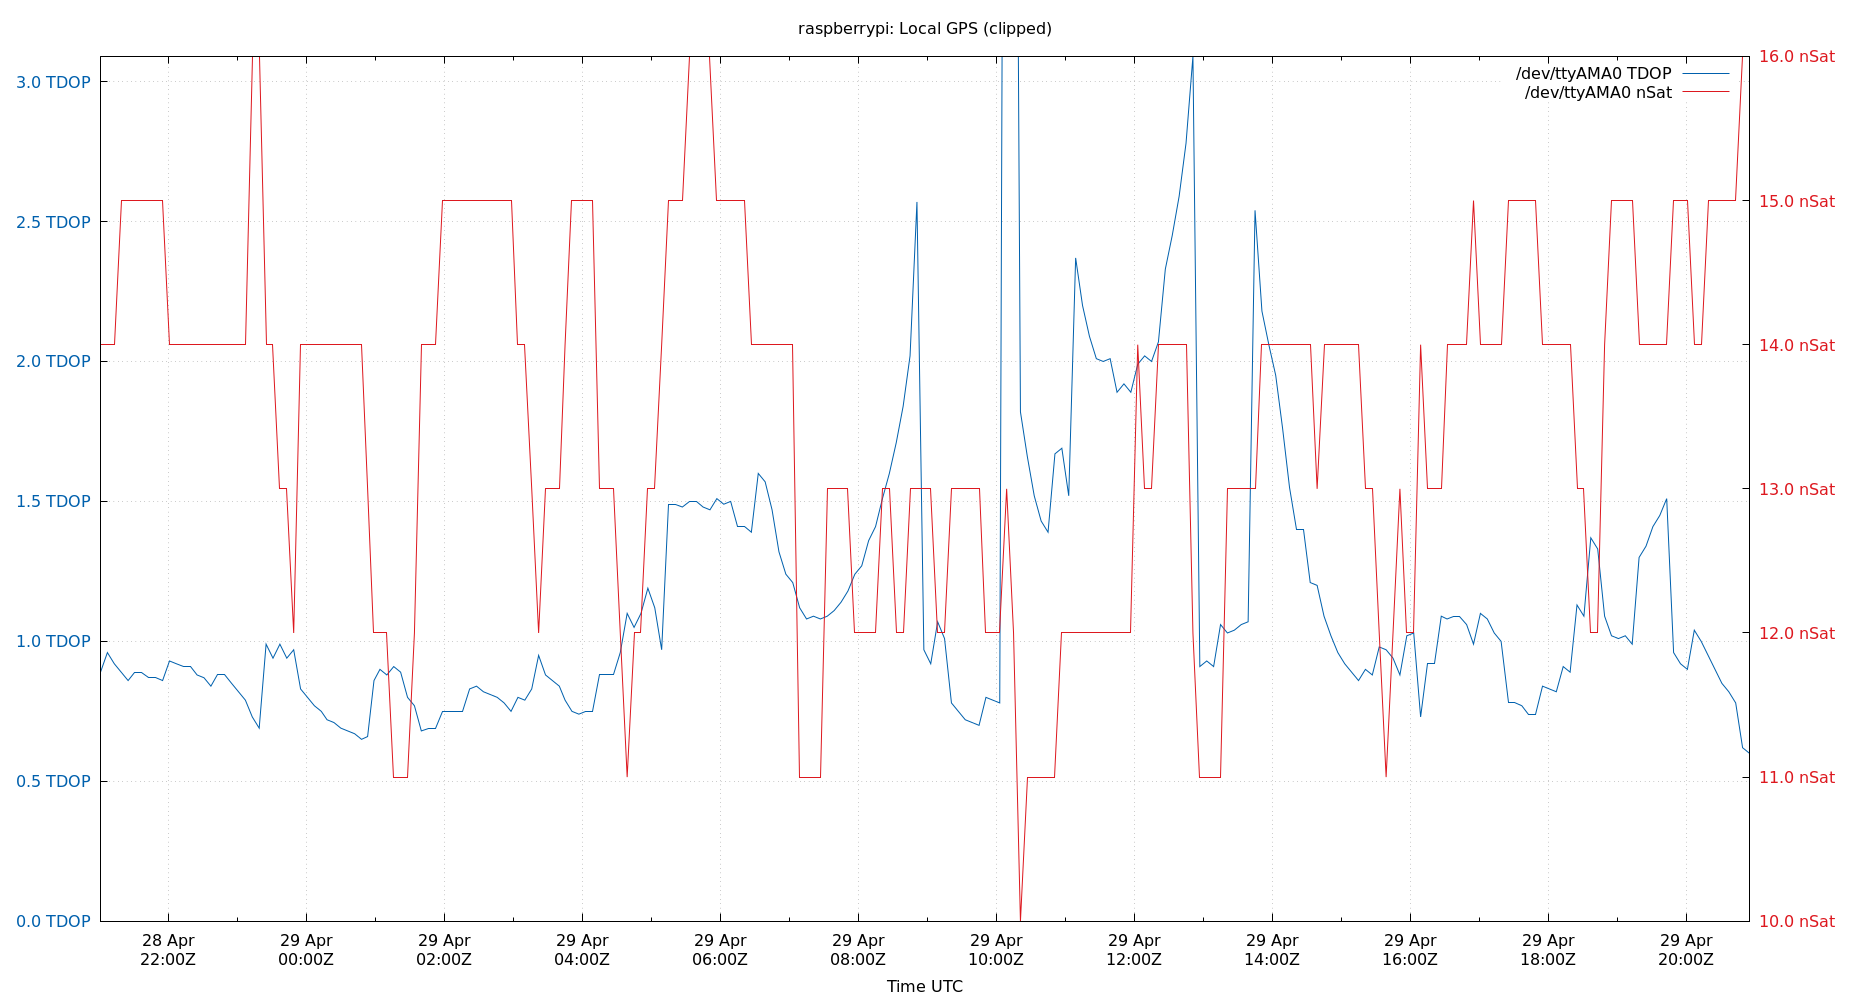 raspberrypi: Local GPS (clipped)
3.0 TDOP
2.5 TDOP
2.0 TDOP
1.5 TDOP
1.0 TDOP
0.5 TDOP
0.0 TDOP
/dev/ttyAMA0 TDOP
/dev/ttyAMA0 nSat
16.0 nSat
15.0 nSat
14.0 nSat
13.0 nSat
12.0 nSat
11.0 nSat
10.0 nSat
28 Apr
22:00Z
29 Apr
00:00Z
29 Apr
02:00Z
29 Apr
04:00Z
29 Apr
06:00Z
29 Apr
08:00Z
29 Apr
10:00Z
29 Apr
12:00Z
29 Apr
14:00Z
29 Apr
16:00Z
29 Apr
18:00Z
29 Apr
20:00Z
Time UTC